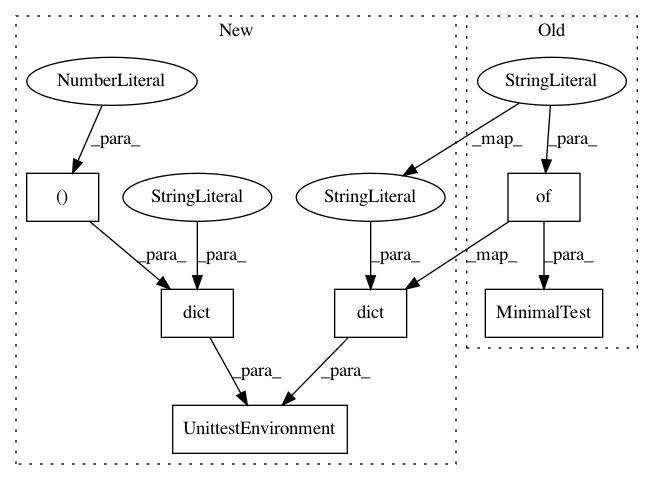 New
Old
NumberLiteral
StringLiteral
_para_
_map_
_para_
()
StringLiteral
StringLiteral
of
_para_
_para_
_para_
_map_
_para_
dict
dict
MinimalTest
_para_
_para_
UnittestEnvironment